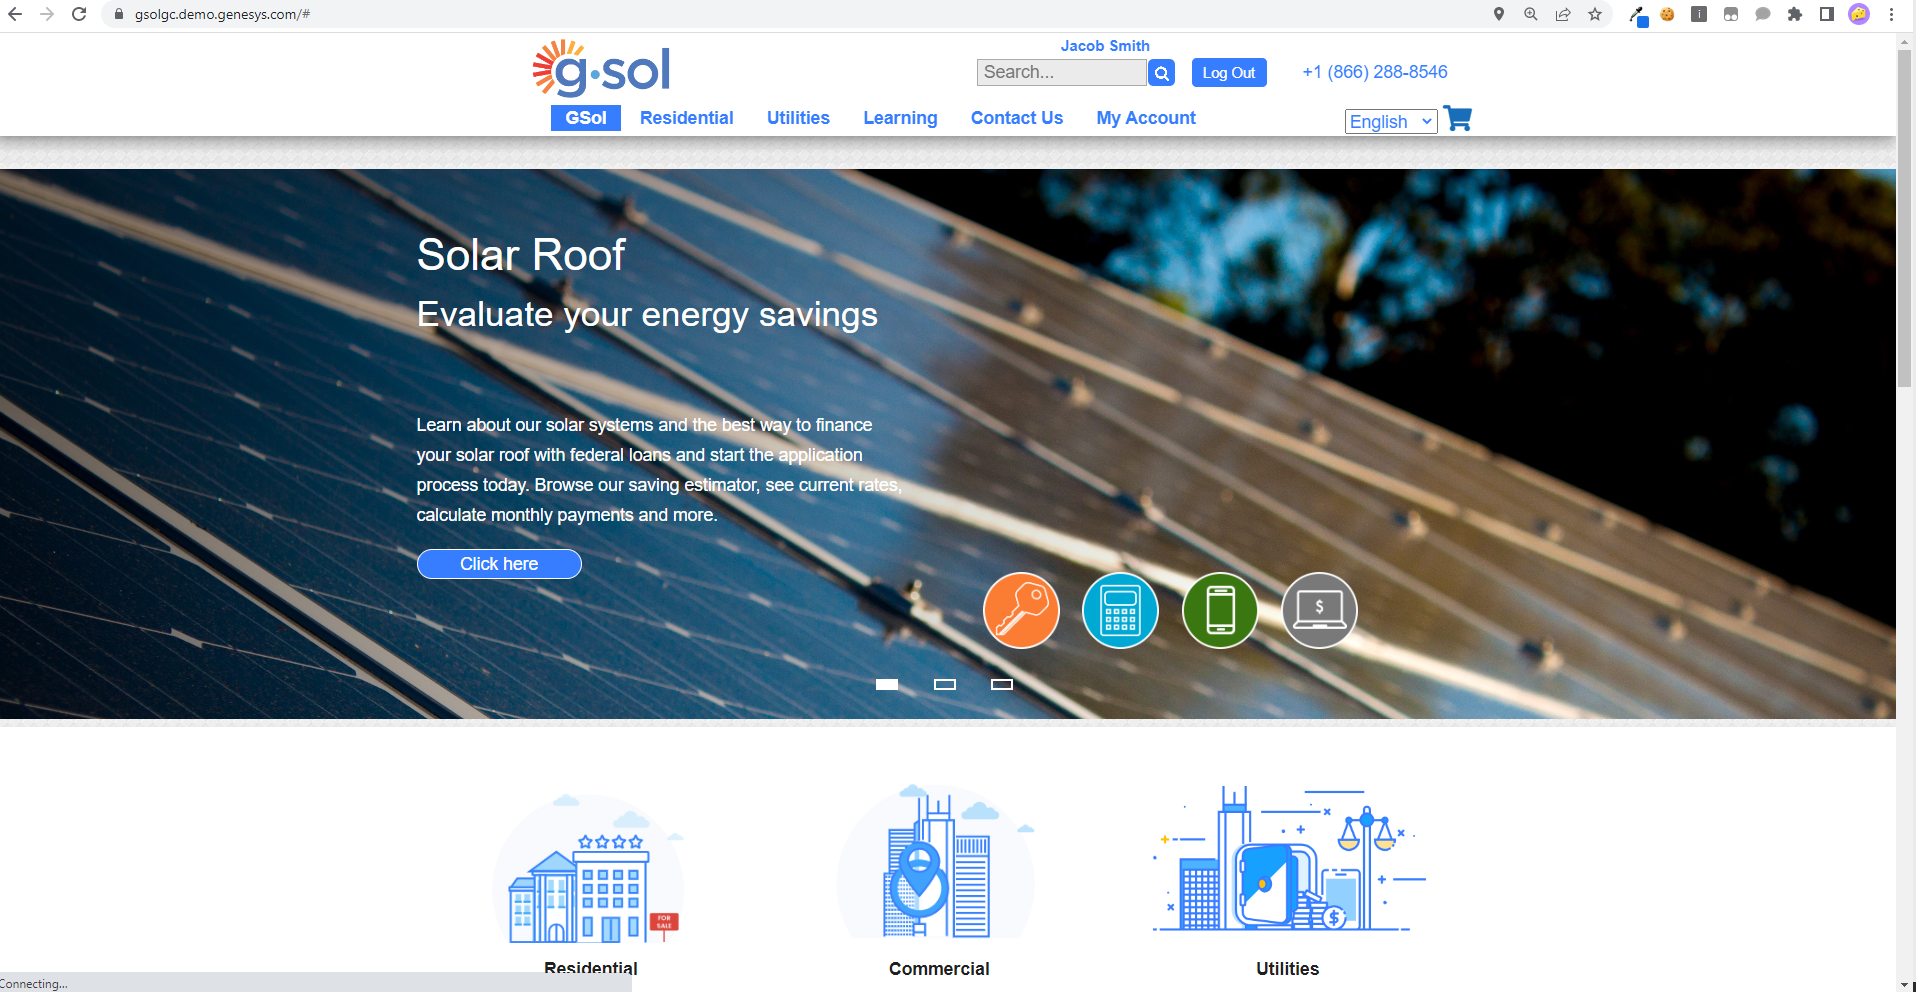 gsolgc.demo.genesys.com/#
g·sol
Jacob Smith
Search...
Log Out
+1 (866) 288-8546
GSol
Residential
Utilities
Learning
Contact Us
My Account
English
Solar Roof
Evaluate your energy savings
Learn about our solar systems and the best way to finance
your solar roof with federal loans and start the application
process today. Browse our saving estimator, see current rates,
calculate monthly payments and more.
Click here
$
FOR
SALE
$
Residential
Commercial
Utilities
Connecting...